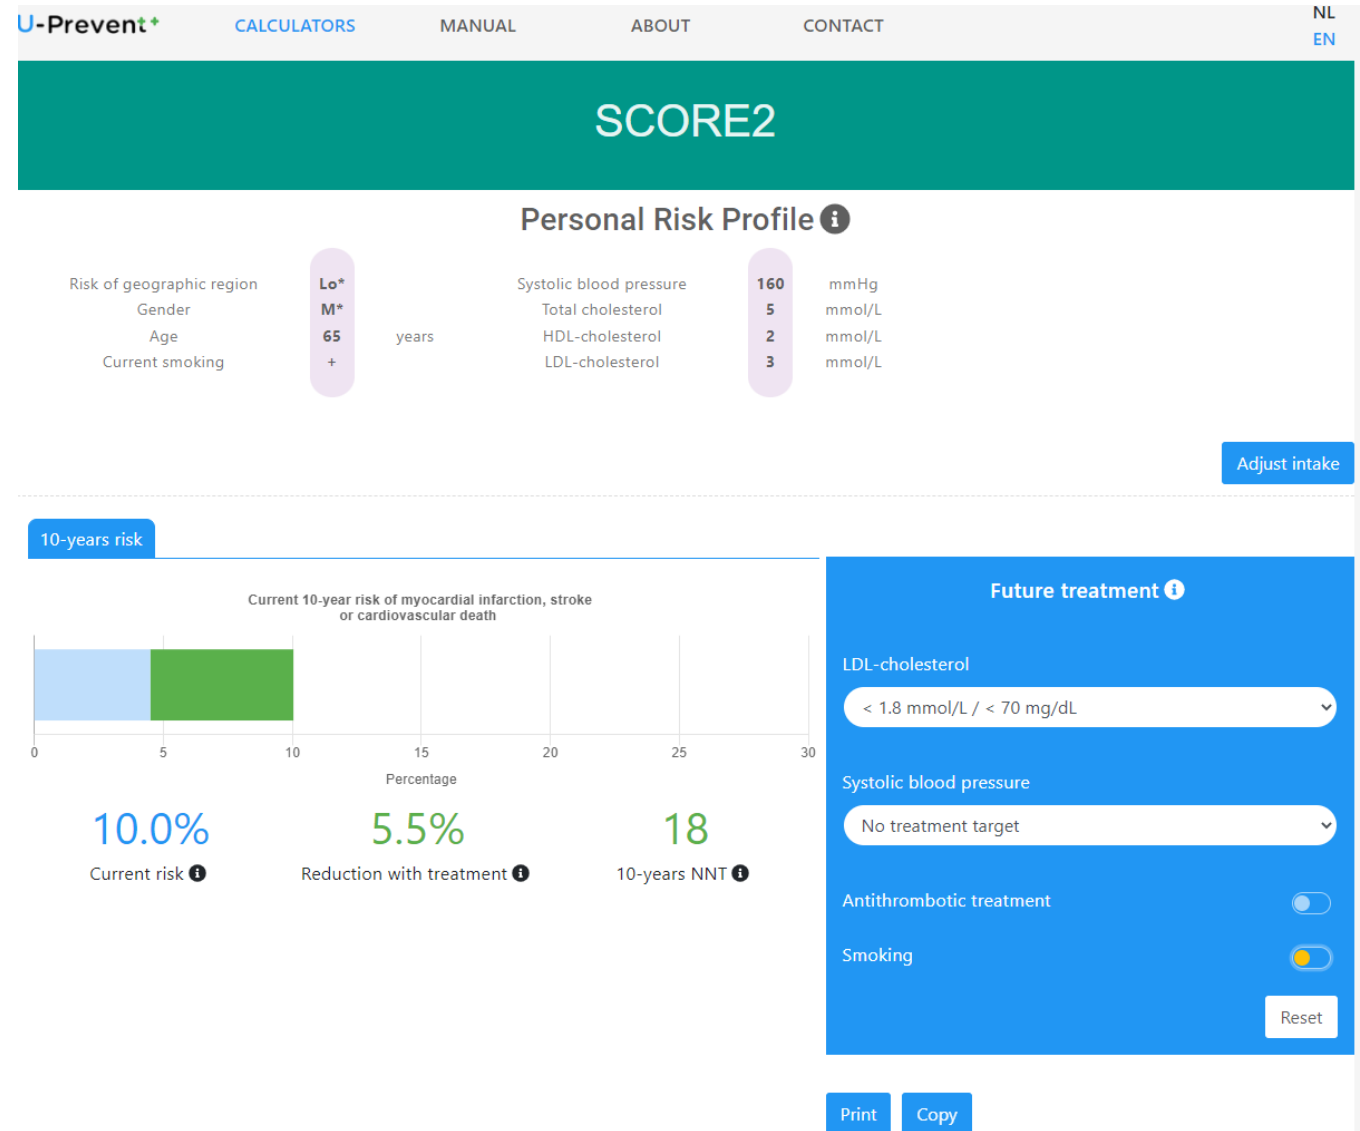 U-Prevent+ CALCULATORS MANUAL ABOUT CONTACT NL
EN
SCORE2
Personal Risk Profile
Risk of geographic region Lo*
Gender M*
Age 65 years
Current smoking +
Systolic blood pressure 160 mmHg
Total cholesterol 5 mmol/L
HDL-cholesterol 2 mmol/L
LDL-cholesterol 3 mmol/L
Adjust intake
10-years risk
Current 10-year risk of myocardial infarction, stroke
or cardiovascular death
0 5 10 15 20 25 30
Percentage
10.0% 5.5% 18
Current risk Reduction with treatment 10-years NNT
Future treatment
LDL-cholesterol
< 1.8 mmol/L / < 70 mg/dL
Systolic blood pressure
No treatment target
Antithrombotic treatment
Smoking
Reset
Print Copy